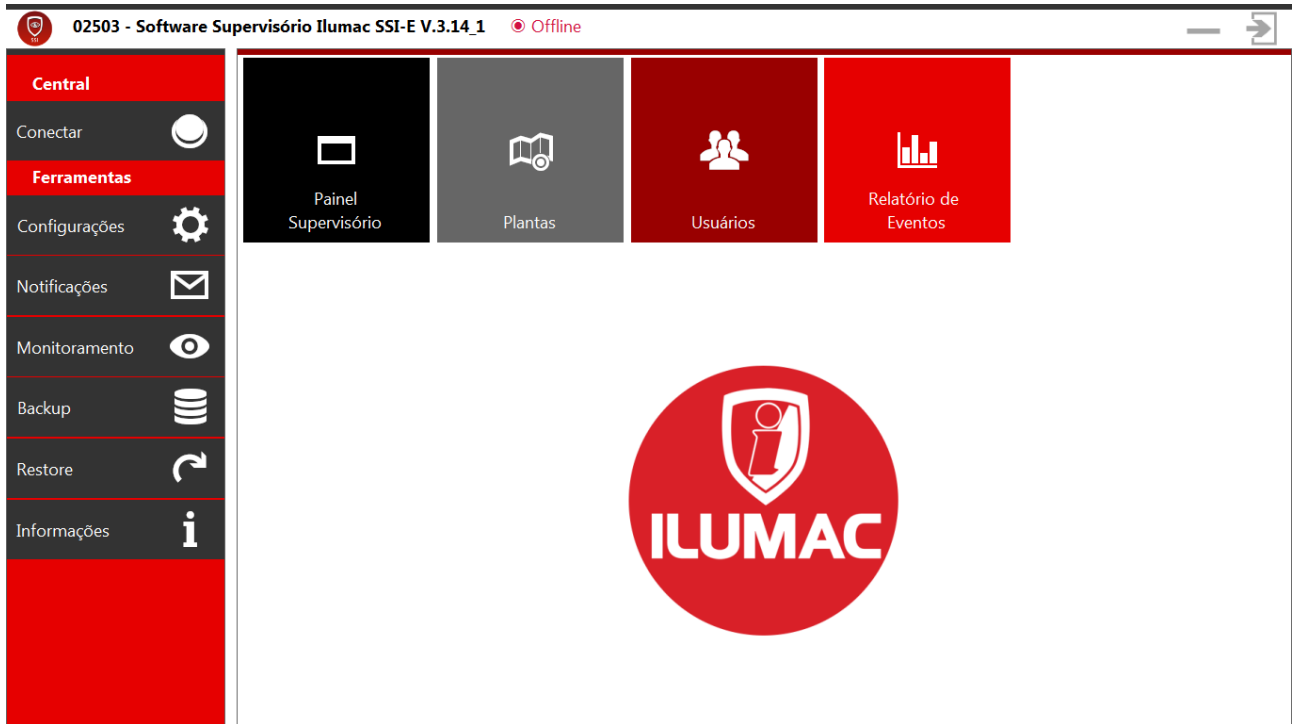 02503 - Software Supervisório Ilumac SSI-E V.3.14_1 Offline
Central
Conectar
Ferramentas
Configurações
Notificações
Monitoramento
Backup
Restore
Informações
Painel
Supervisório
Plantas
Usuários
Relatório de
Eventos
ILUMAC
SSI